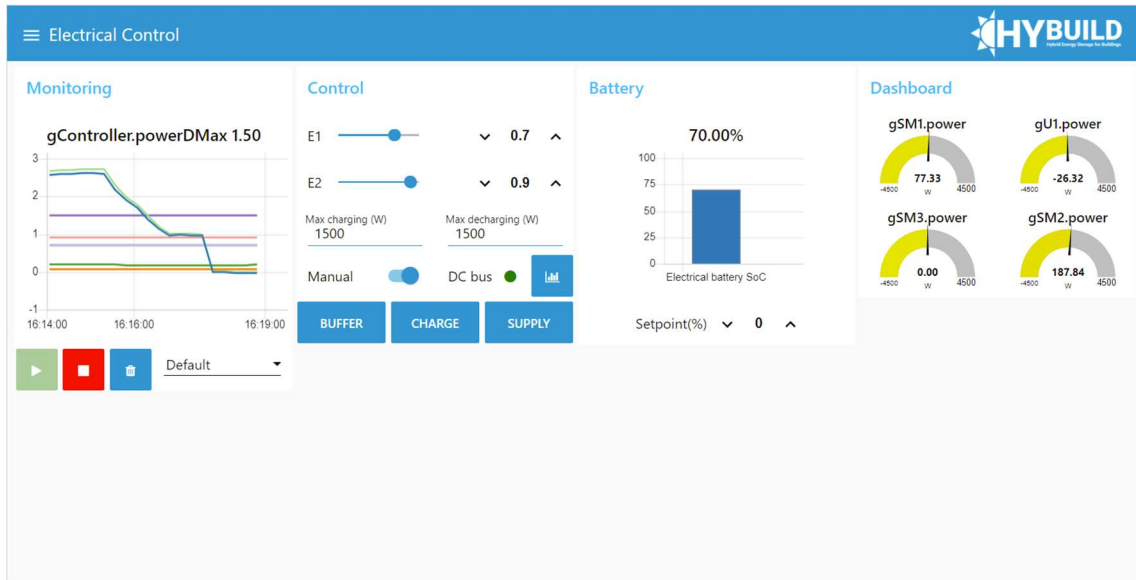 Electrical Control
HYBUILD
Hybrid Energy Storage for Buildings
Monitoring
gController.powerDMax 1.50
3
2
1
0
-1
16:14:00 16:16:00 16:19:00
Default
Control
E1 0.7
E2 0.9
Max charging (W) Max decharging (W)
1500 1500
Manual DC bus
BUFFER CHARGE SUPPLY
Battery
70.00%
100
75
50
25
0
Electrical battery SoC
Setpoint(%) 0
Dashboard
gSM1.power gU1.power
77.33 -26.32
-4500 W 4500 -4500 W 4500
gSM3.power gSM2.power
0.00 187.84
-4500 W 4500 -4500 W 4500